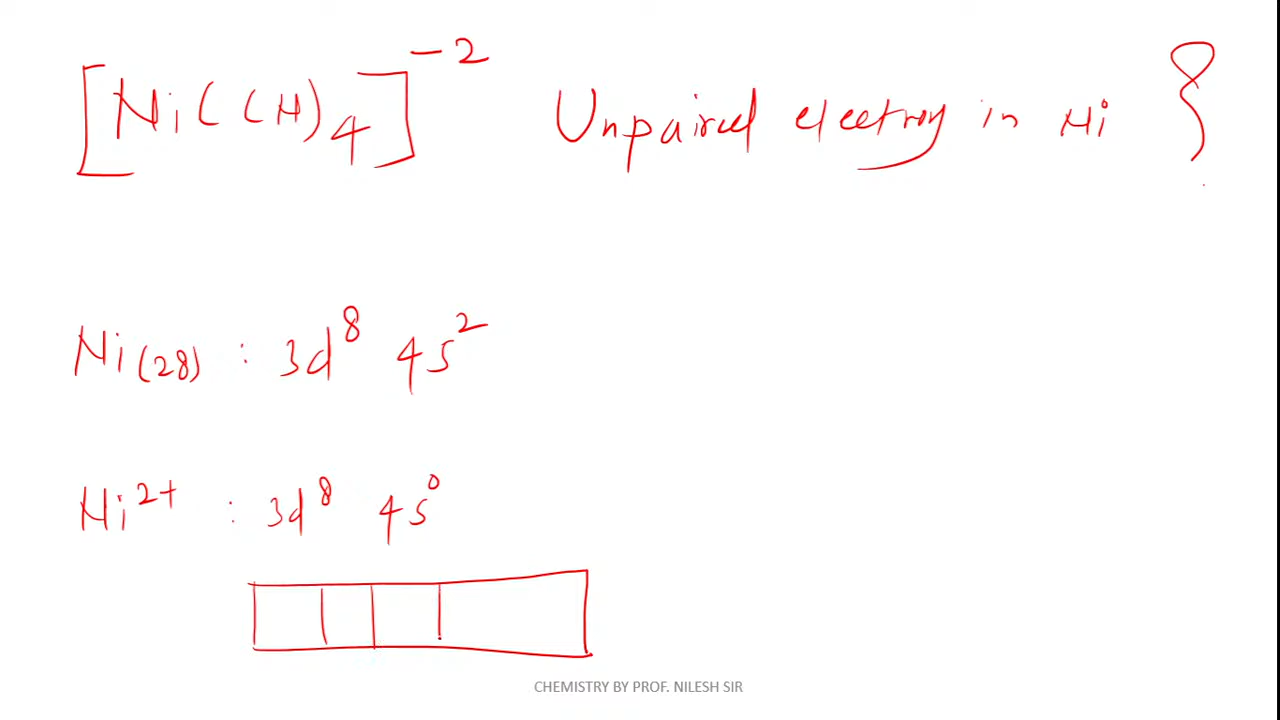 [Ni(CN)4]⁻² Unpaired electrons in Ni ?
Ni(28) : 3d⁸ 4s²
Ni²⁺ : 3d⁸ 4s⁰
CHEMISTRY BY PROF. NILESH SIR